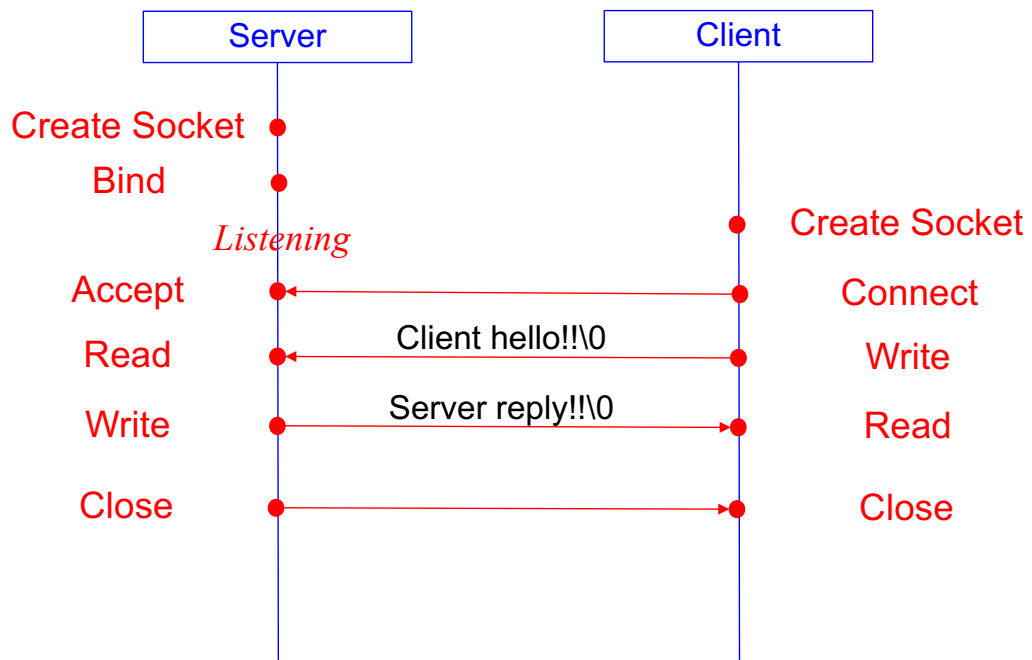 Server
Client
Create Socket
Bind
Create Socket
Listening
Accept
Connect
Client hello!!\0
Read
Write
Server reply!!\0
Write
Read
Close
Close